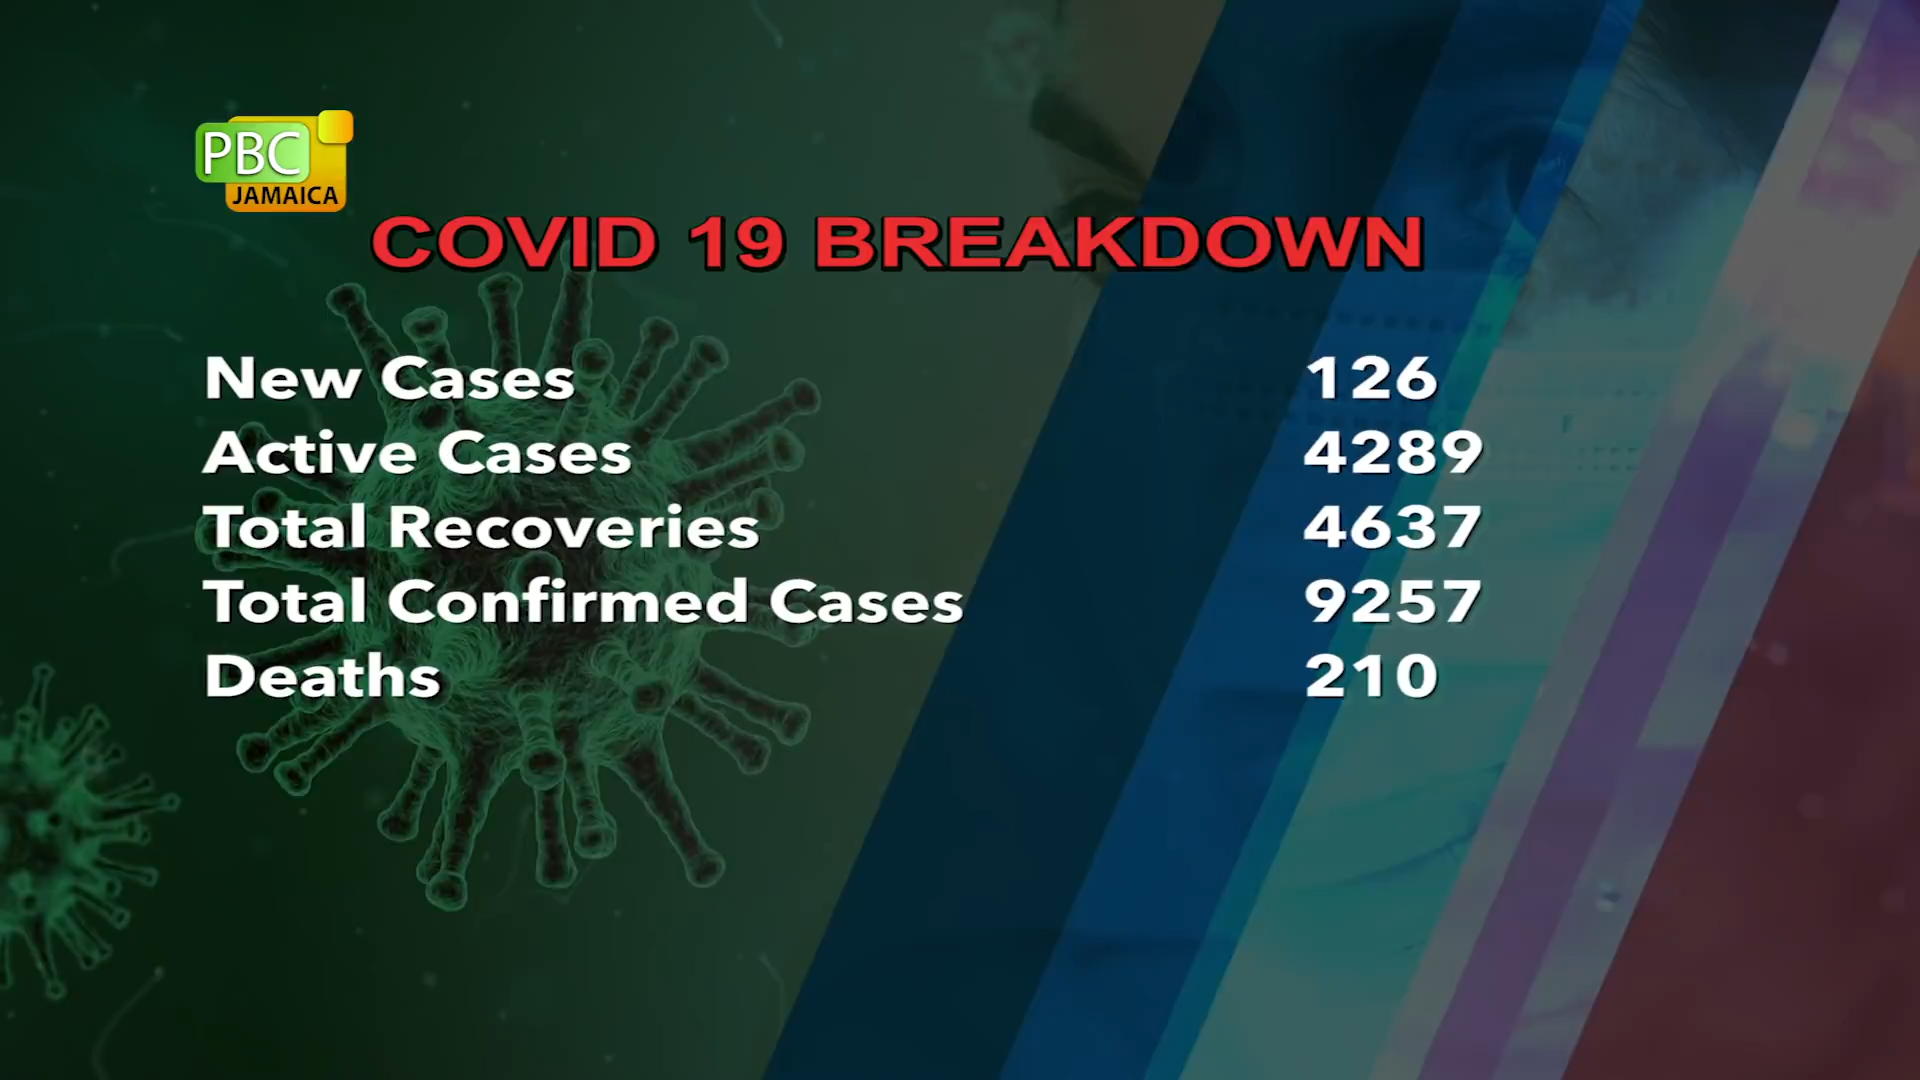 PBC
JAMAICA
COVID 19 BREAKDOWN
New Cases 126
Active Cases 4289
Total Recoveries 4637
Total Confirmed Cases 9257
Deaths 210